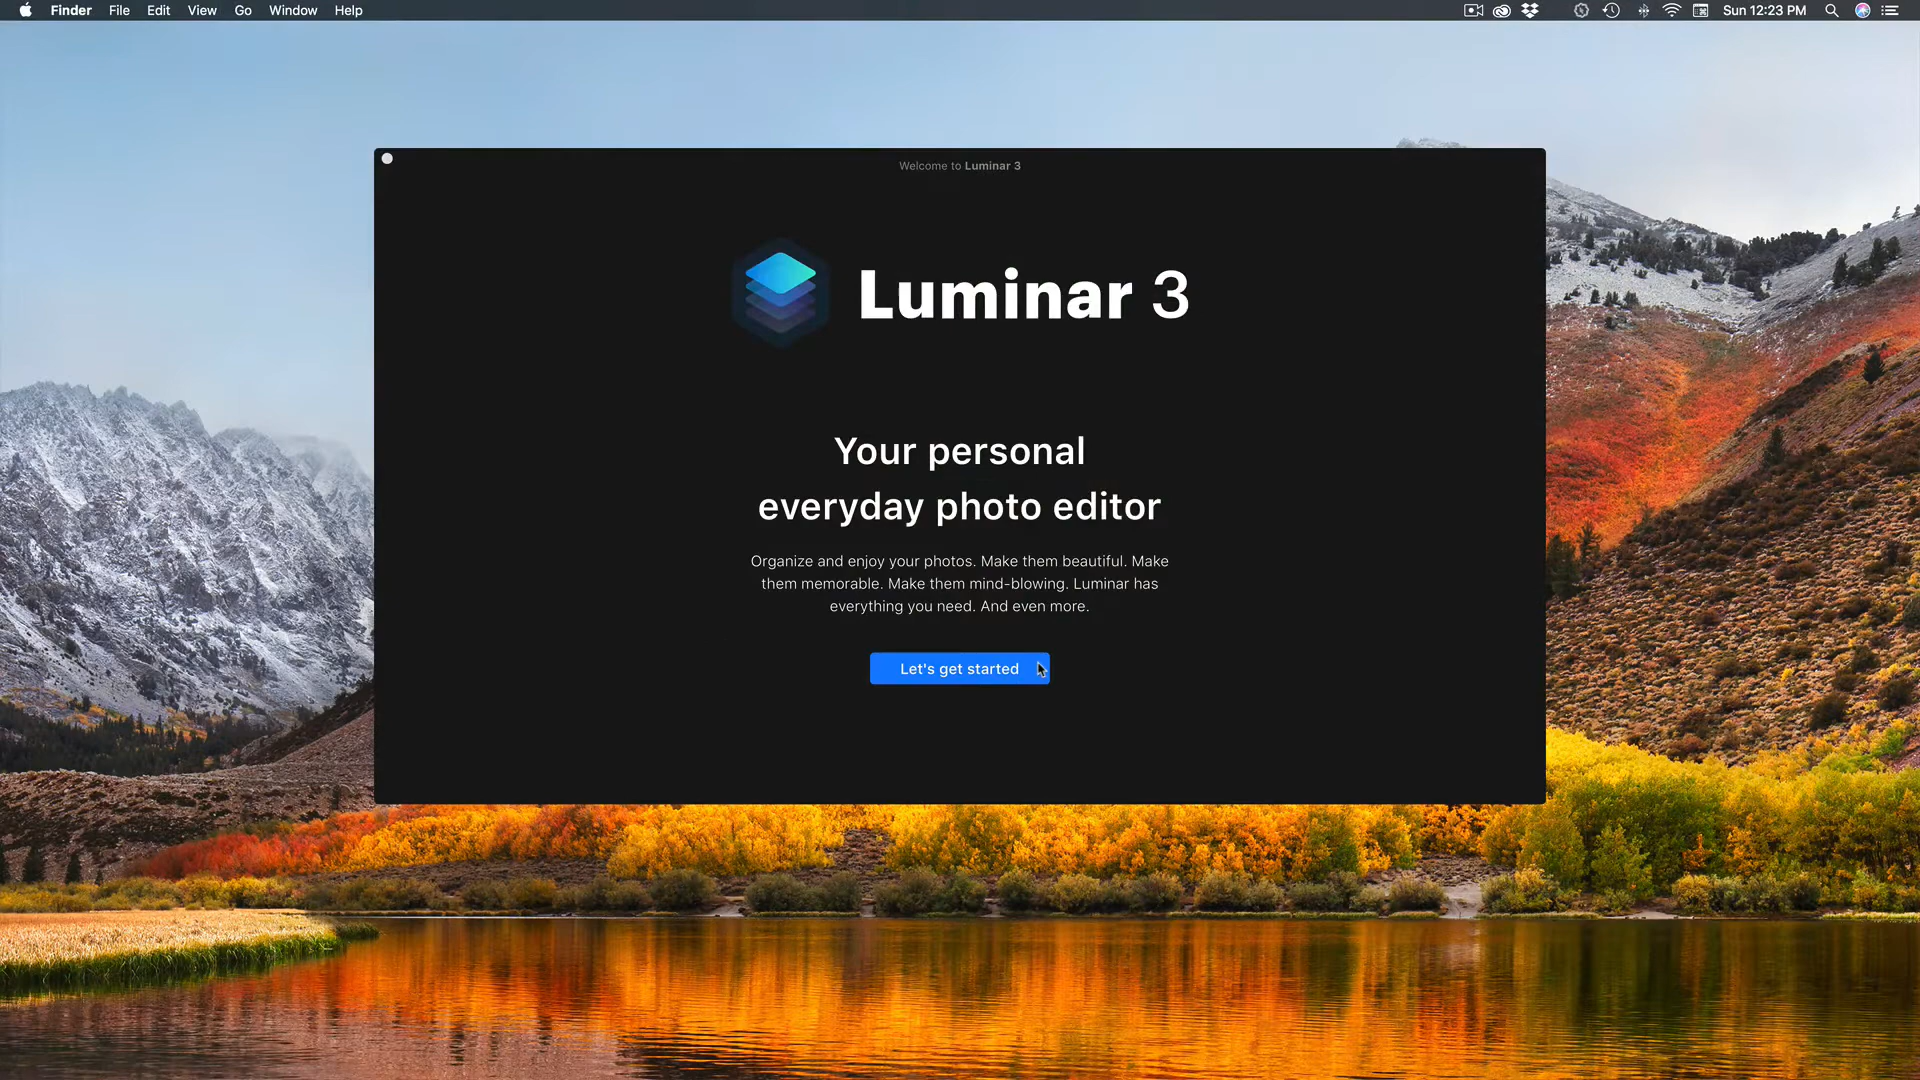 Finder File Edit View Go Window Help Sun 12:23 PM
Welcome to Luminar 3
Luminar 3
Your personal
everyday photo editor
Organize and enjoy your photos. Make them beautiful. Make
them memorable. Make them mind-blowing. Luminar has
everything you need. And even more.
Let's get started